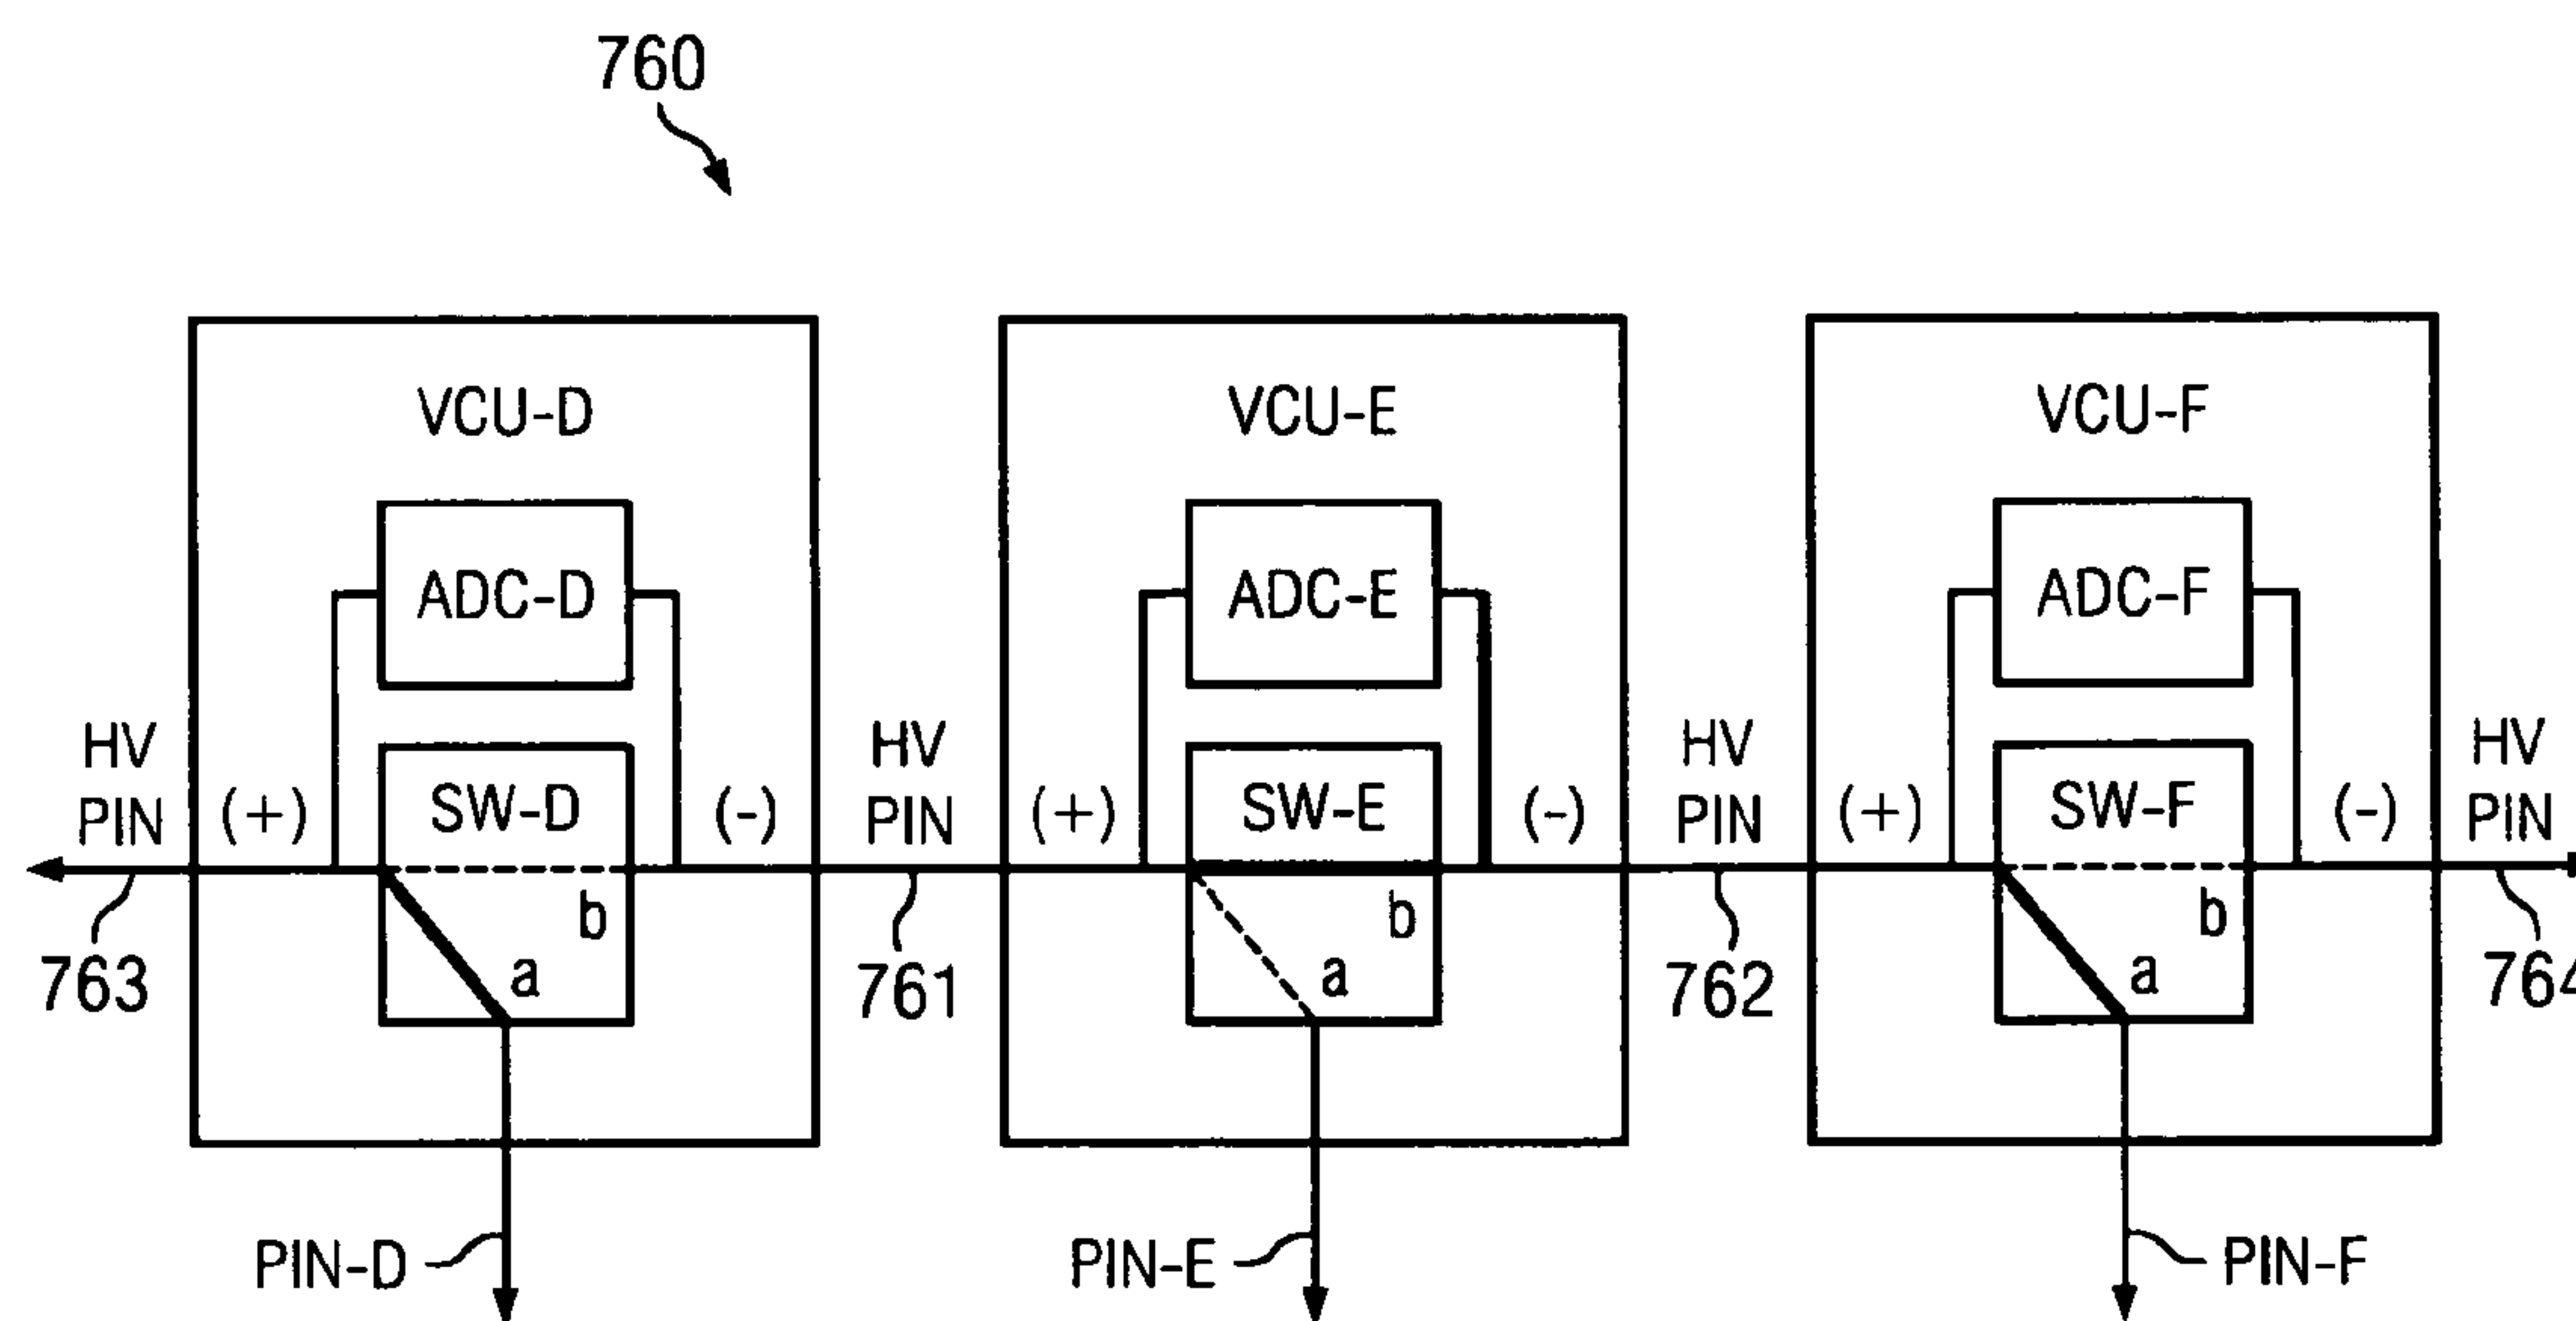 760
VCU-D
VCU-E
VCU-F
ADC-D
ADC-E
ADC-F
HV
PIN
(+)
SW-D
(-)
HV
PIN
(+)
SW-E
(-)
HV
PIN
(+)
SW-F
(-)
HV
PIN
b
b
b
a
a
a
763
761
762
764
PIN-D
PIN-E
PIN-F